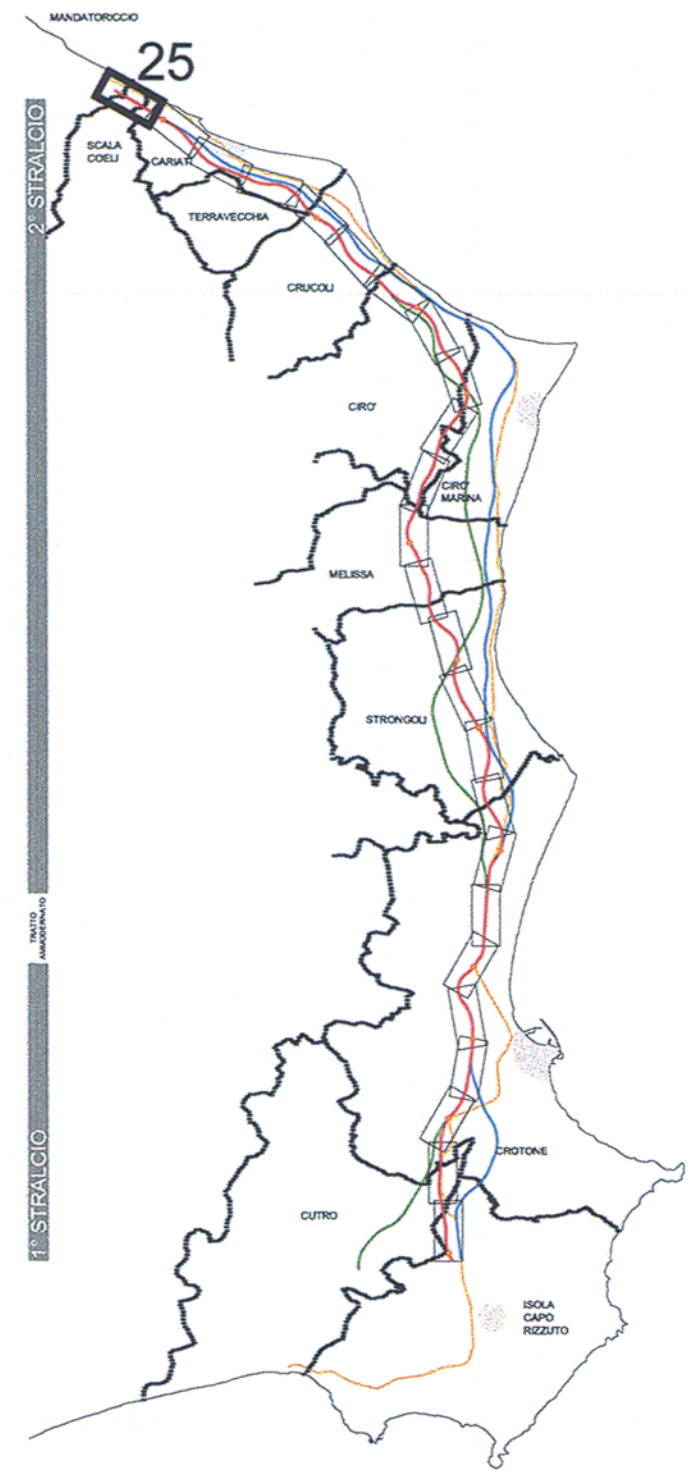 MANDATORICCIO
25
2° STRALCIO
SCALA
COELI
CARIATI
TERRAVECCHIA
CRUCOLI
CIRO'
CIRO'
MARINA
MELISSA
STRONGOLI
TRATTO
AMMODERNATO
1° STRALCIO
CROTONE
CUTRO
ISOLA
CAPO
RIZZUTO